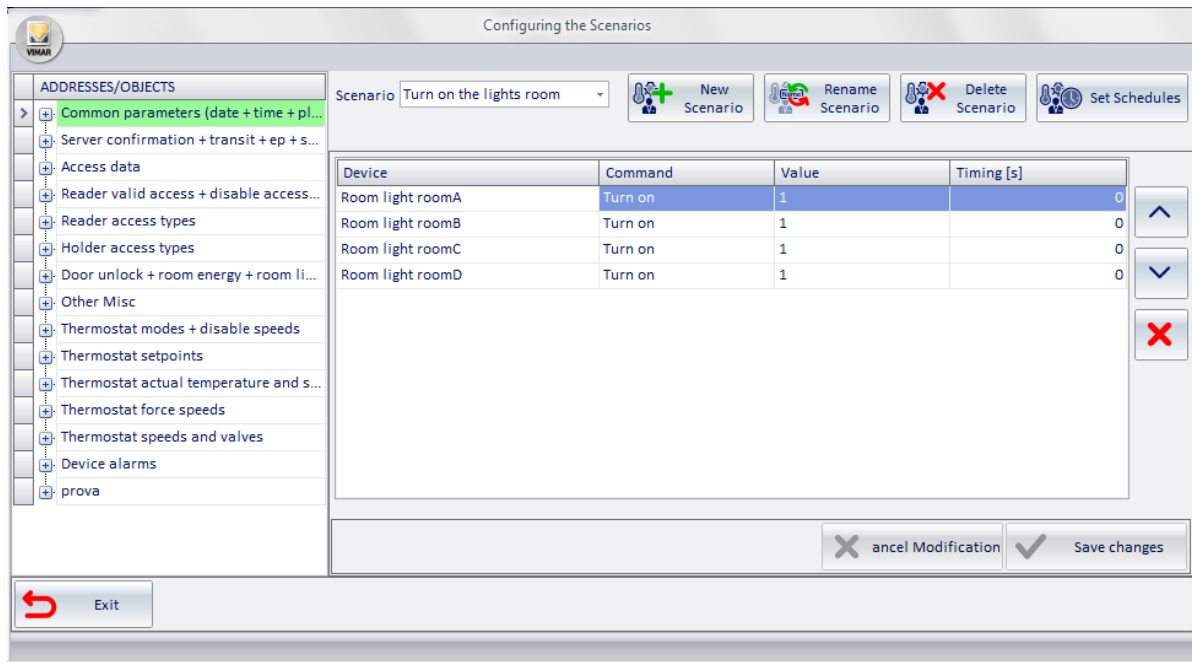 Configuring the Scenarios
VIMAR
ADDRESSES/OBJECTS
Common parameters (date + time + pl...
Server confirmation + transit + ep + s...
Access data
Reader valid access + disable access...
Reader access types
Holder access types
Door unlock + room energy + room li...
Other Misc
Thermostat modes + disable speeds
Thermostat setpoints
Thermostat actual temperature and s...
Thermostat force speeds
Thermostat speeds and valves
Device alarms
prova
Scenario Turn on the lights room
New Scenario
Rename Scenario
Delete Scenario
Set Schedules
Device Command Value Timing [s]
Room light roomA Turn on 1 0
Room light roomB Turn on 1 0
Room light roomC Turn on 1 0
Room light roomD Turn on 1 0
ancel Modification
Save changes
Exit